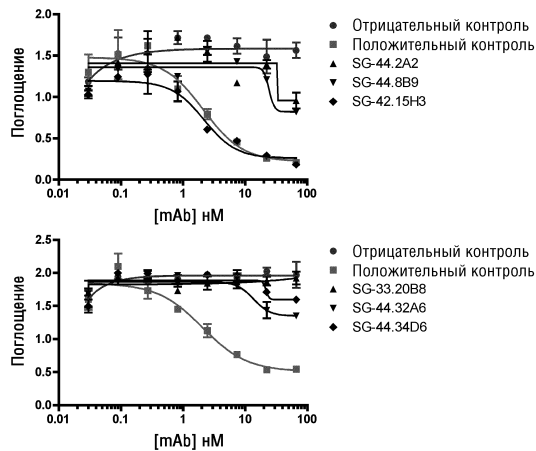 Поглощение
2.0
1.5
1.0
0.5
0.0
0.01 0.1 1 10 100
[mAb] нМ
Отрицательный контроль
Положительный контроль
SG-44.2A2
SG-44.8B9
SG-42.15H3
Поглощение
2.5
2.0
1.5
1.0
0.5
0.0
0.01 0.1 1 10 100
[mAb] нМ
Отрицательный контроль
Положительный контроль
SG-33.20B8
SG-44.32A6
SG-44.34D6